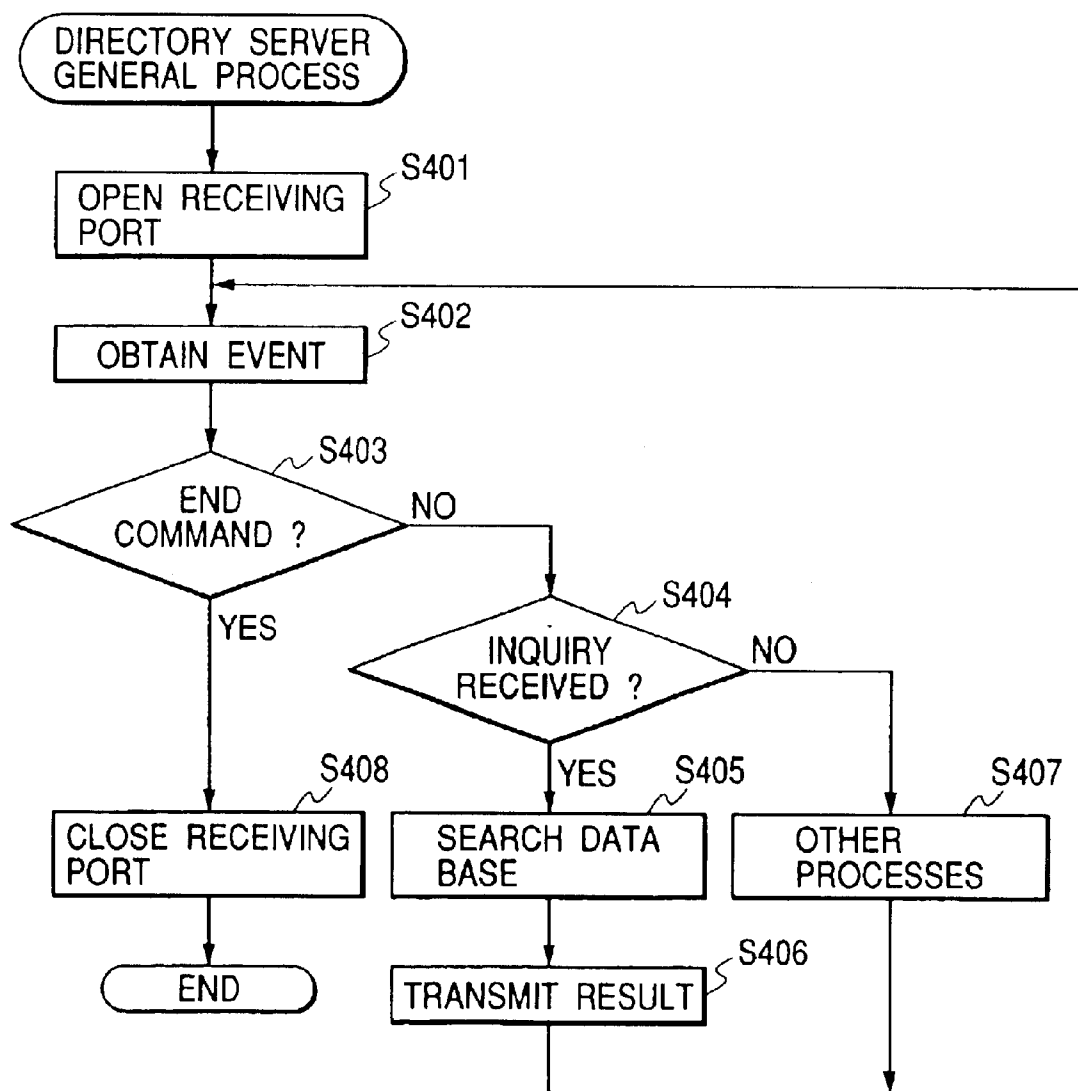 DIRECTORY SERVER
GENERAL PROCESS
S401
OPEN RECEIVING
PORT
S402
OBTAIN EVENT
S403
END
COMMAND ?
NO
YES
S404
INQUIRY
RECEIVED ?
NO
YES
S408
CLOSE RECEIVING
PORT
S405
SEARCH DATA
BASE
S407
OTHER
PROCESSES
END
S406
TRANSMIT RESULT